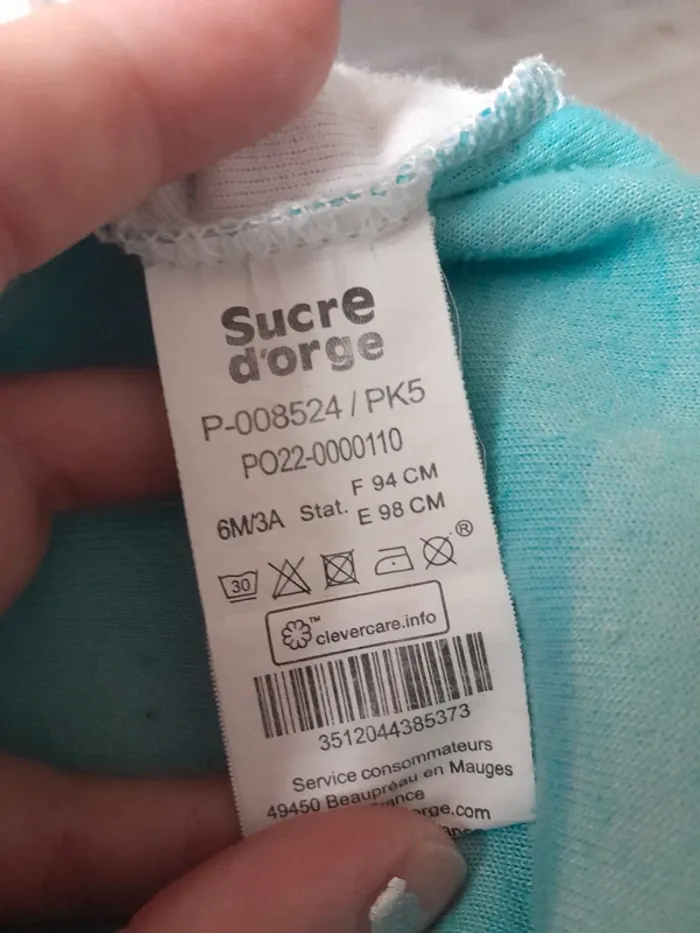 Sucre
d'orge
P-008524 / PK5
PO22-0000110
6M/3A Stat. F 94 CM
E 98 CM
30 ®
™ clevercare.info
3512044385373
Service consommateurs
49450 Beaupréau en Mauges